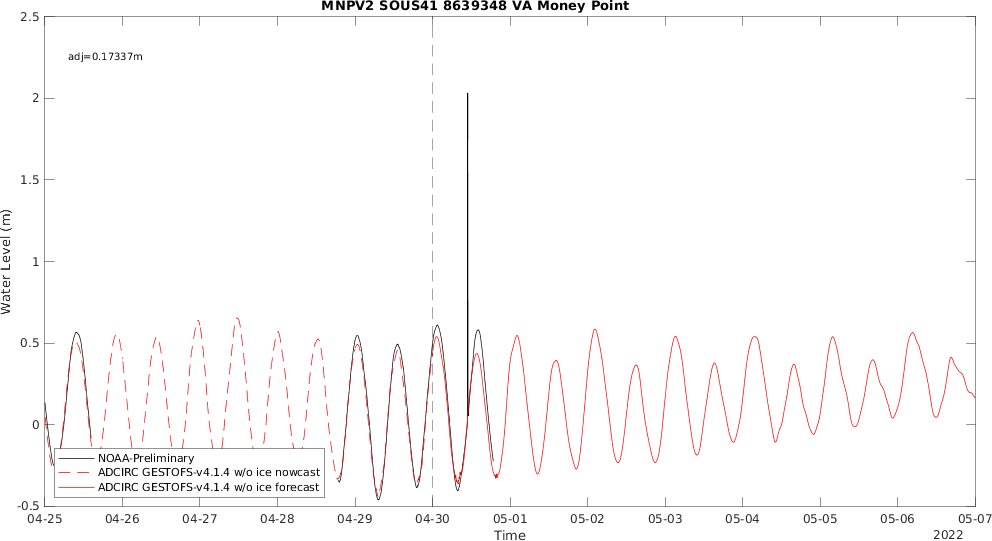 MNPV2 SOUS41 8639348 VA Money Point
2.5
adj=0.17337m
2
1.5
Water Level (m)
1
0.5
0
NOAA-Preliminary
ADCIRC GESTOFS-v4.1.4 w/o ice nowcast
ADCIRC GESTOFS-v4.1.4 w/o ice forecast
-0.5
04-25 04-26 04-27 04-28 04-29 04-30 05-01 05-02 05-03 05-04 05-05 05-06 05-07
Time
2022